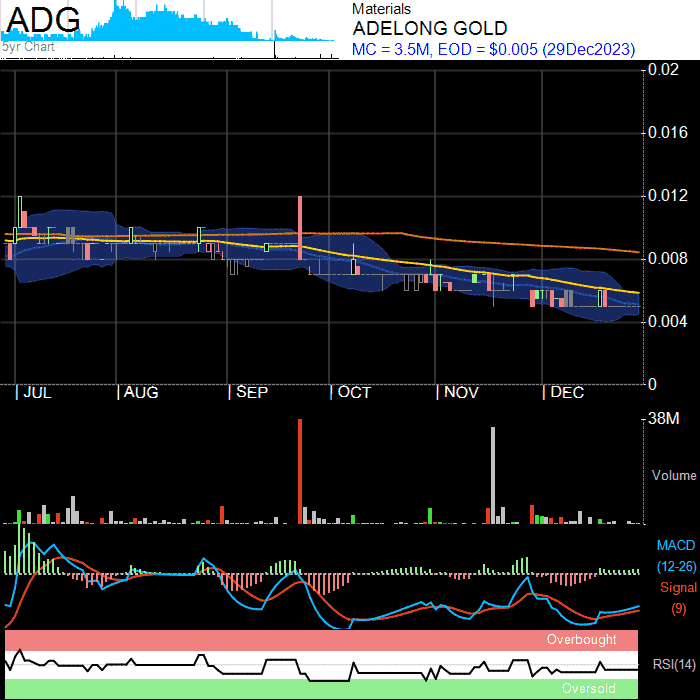 ADG
5yr Chart
Materials
ADELONG GOLD
MC = 3.5M, EOD = $0.005 (29Dec2023)
0.02
0.016
0.012
0.008
0.004
0
JUL AUG SEP OCT NOV DEC
38M
Volume
MACD
(12-26)
Signal
(9)
Overbought
RSI(14)
Oversold